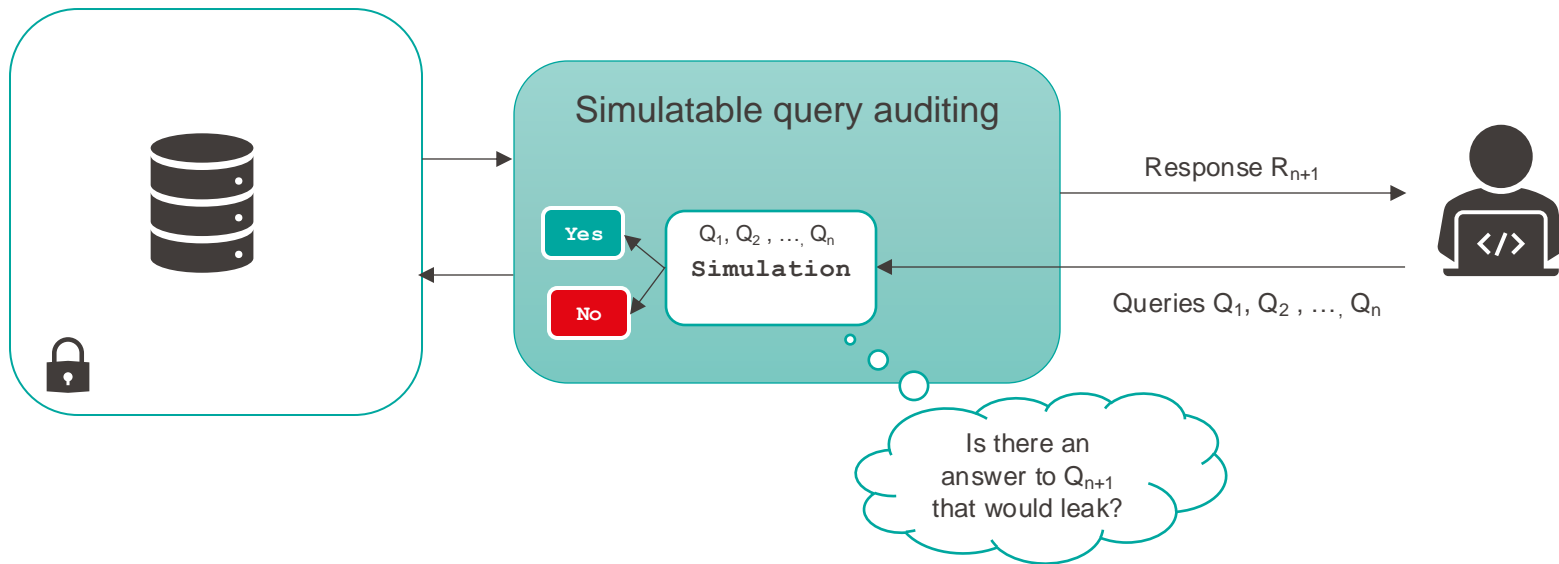 Simulatable query auditing
Response Rₙ₊₁
Yes
Q₁, Q₂ , …, Qₙ
Simulation
No
Queries Q₁, Q₂ , …, Qₙ
</>
Is there an
answer to Qₙ₊₁
that would leak?